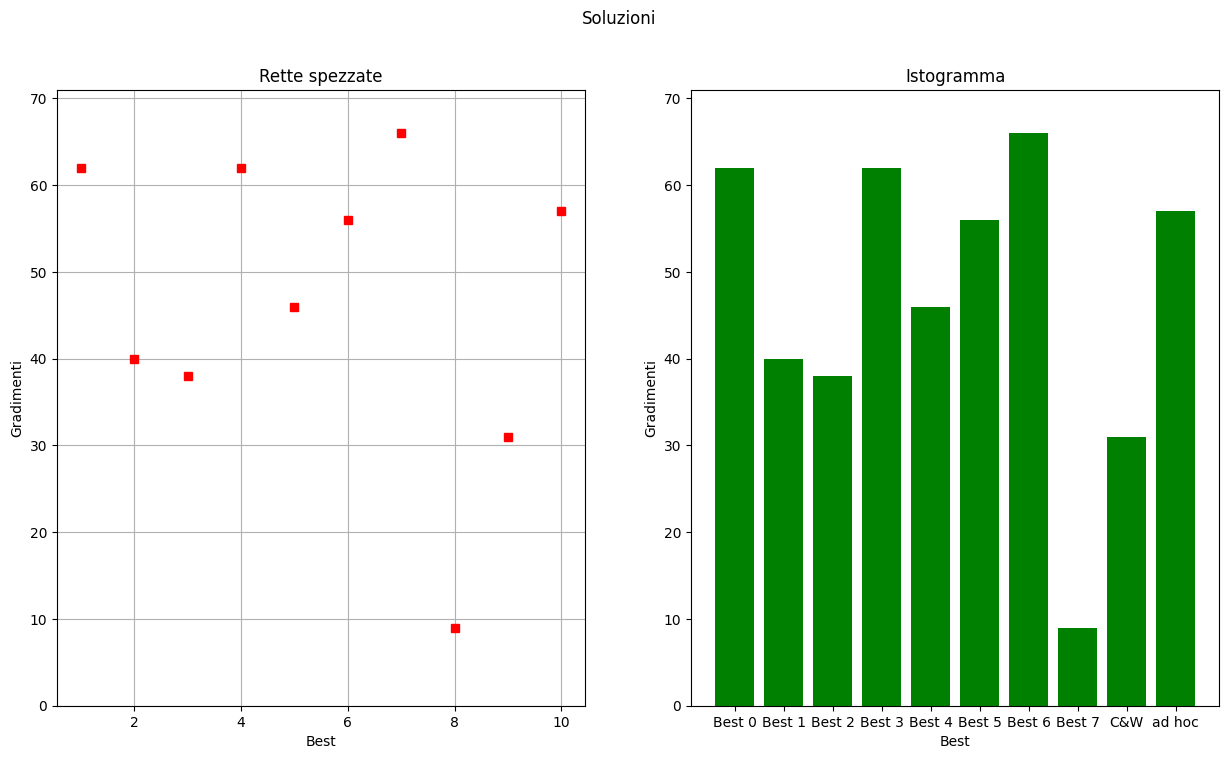 Soluzioni
Rette spezzate
Gradimenti
70
60
50
40
30
20
10
0
2 4 6 8 10
Best
Istogramma
Gradimenti
70
60
50
40
30
20
10
0
Best 0 Best 1 Best 2 Best 3 Best 4 Best 5 Best 6 Best 7 C&W ad hoc
Best